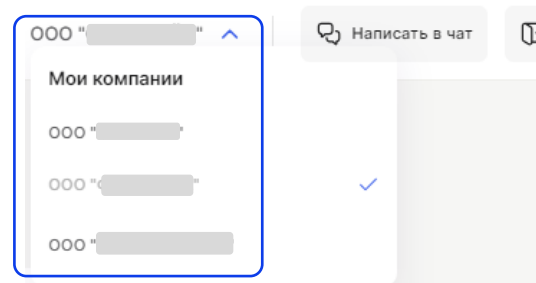 ООО " "
Написать в чат
Мои компании
ООО " "
ООО " "
ООО "